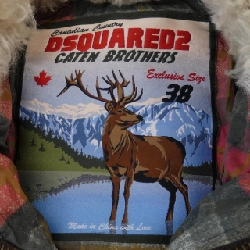 Canadian Country
DSQUARED2
CATEN BROTHERS
Exclusive Size
38
Made in China with Love